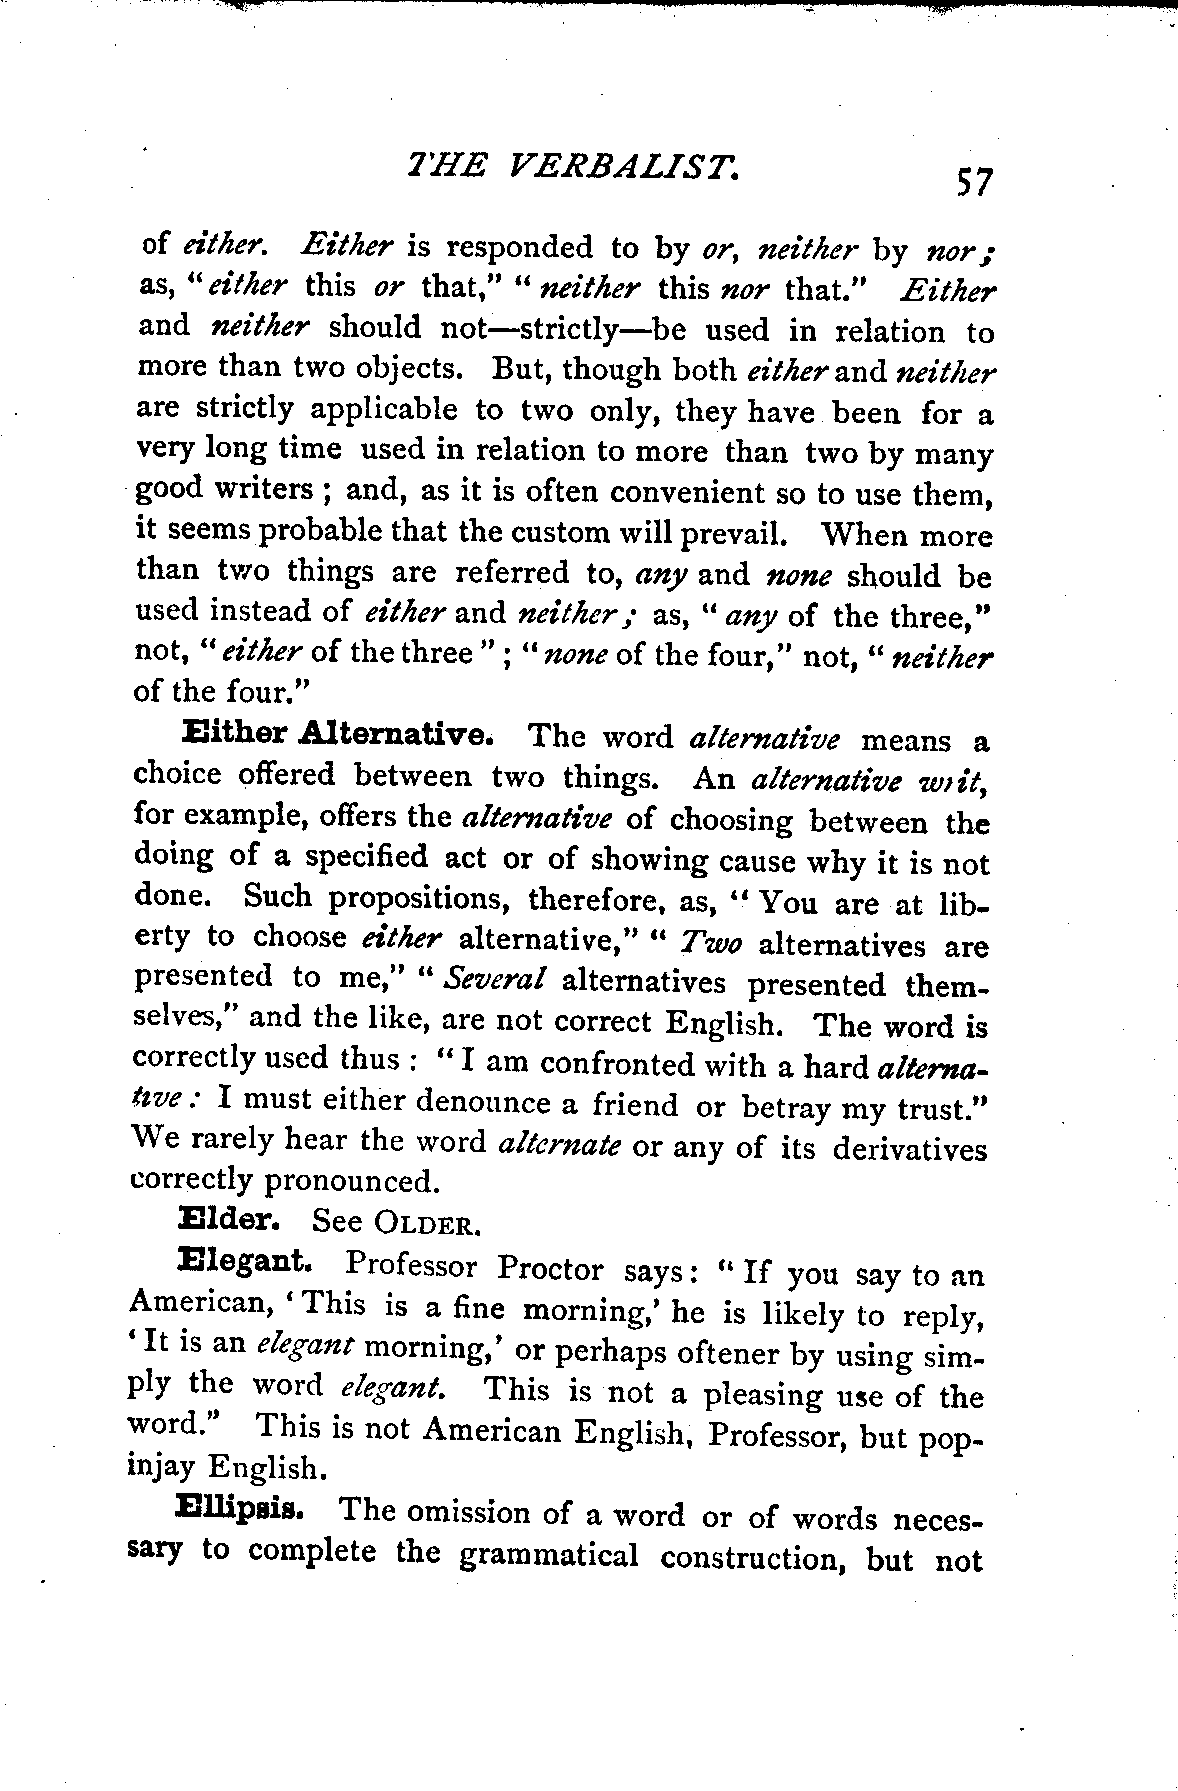 THE VERBALIST. 57
of either. Either is responded to by or, neither by nor;
as, "either this or that," "neither this nor that." Either
and neither should not—strictly—be used in relation to
more than two objects. But, though both either and neither
are strictly applicable to two only, they have been for a
very long time used in relation to more than two by many
good writers; and, as it is often convenient so to use them,
it seems probable that the custom will prevail. When more
than two things are referred to, any and none should be
used instead of either and neither; as, "any of the three,"
not, "either of the three"; "none of the four," not, "neither
of the four."
Either Alternative. The word alternative means a
choice offered between two things. An alternative writ,
for example, offers the alternative of choosing between the
doing of a specified act or of showing cause why it is not
done. Such propositions, therefore, as, "You are at lib-
erty to choose either alternative," "Two alternatives are
presented to me," "Several alternatives presented them-
selves," and the like, are not correct English. The word is
correctly used thus: "I am confronted with a hard alterna-
tive: I must either denounce a friend or betray my trust."
We rarely hear the word alternate or any of its derivatives
correctly pronounced.
Elder. See OLDER.
Elegant. Professor Proctor says: "If you say to an
American, 'This is a fine morning,' he is likely to reply,
'It is an elegant morning,' or perhaps oftener by using sim-
ply the word elegant. This is not a pleasing use of the
word." This is not American English, Professor, but pop-
injay English.
Ellipsis. The omission of a word or of words neces-
sary to complete the grammatical construction, but not